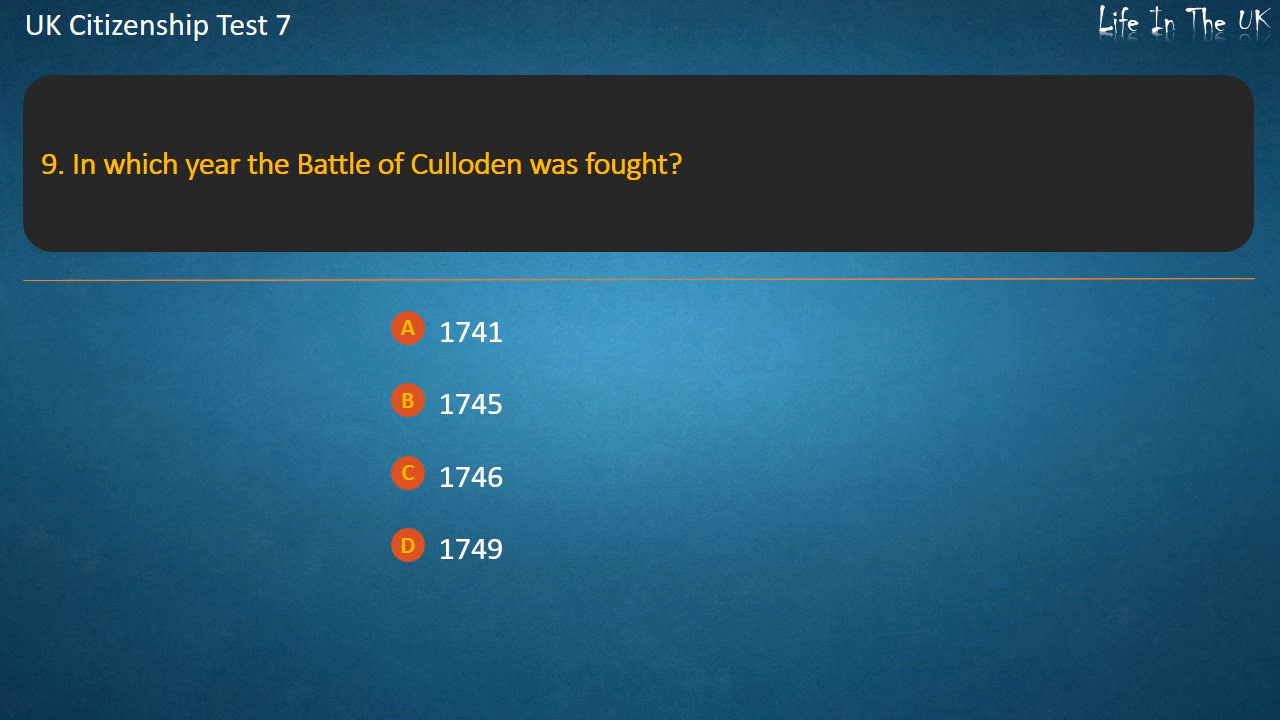 UK Citizenship Test 7
Life In The UK
9. In which year the Battle of Culloden was fought?
A 1741
B 1745
C 1746
D 1749